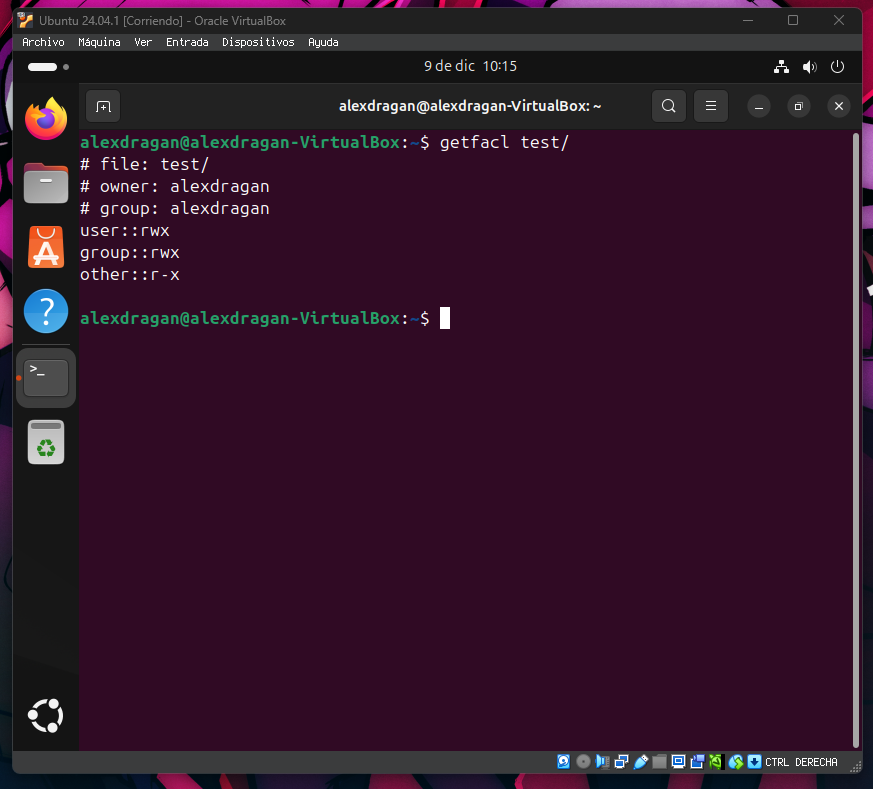 Ubuntu 24.04.1 [Corriendo] - Oracle VirtualBox
Archivo Máquina Ver Entrada Dispositivos Ayuda
9 de dic 10:15
alexdragan@alexdragan-VirtualBox: ~
alexdragan@alexdragan-VirtualBox:~$ getfacl test/
# file: test/
# owner: alexdragan
# group: alexdragan
user::rwx
group::rwx
other::r-x
alexdragan@alexdragan-VirtualBox:~$
CTRL DERECHA